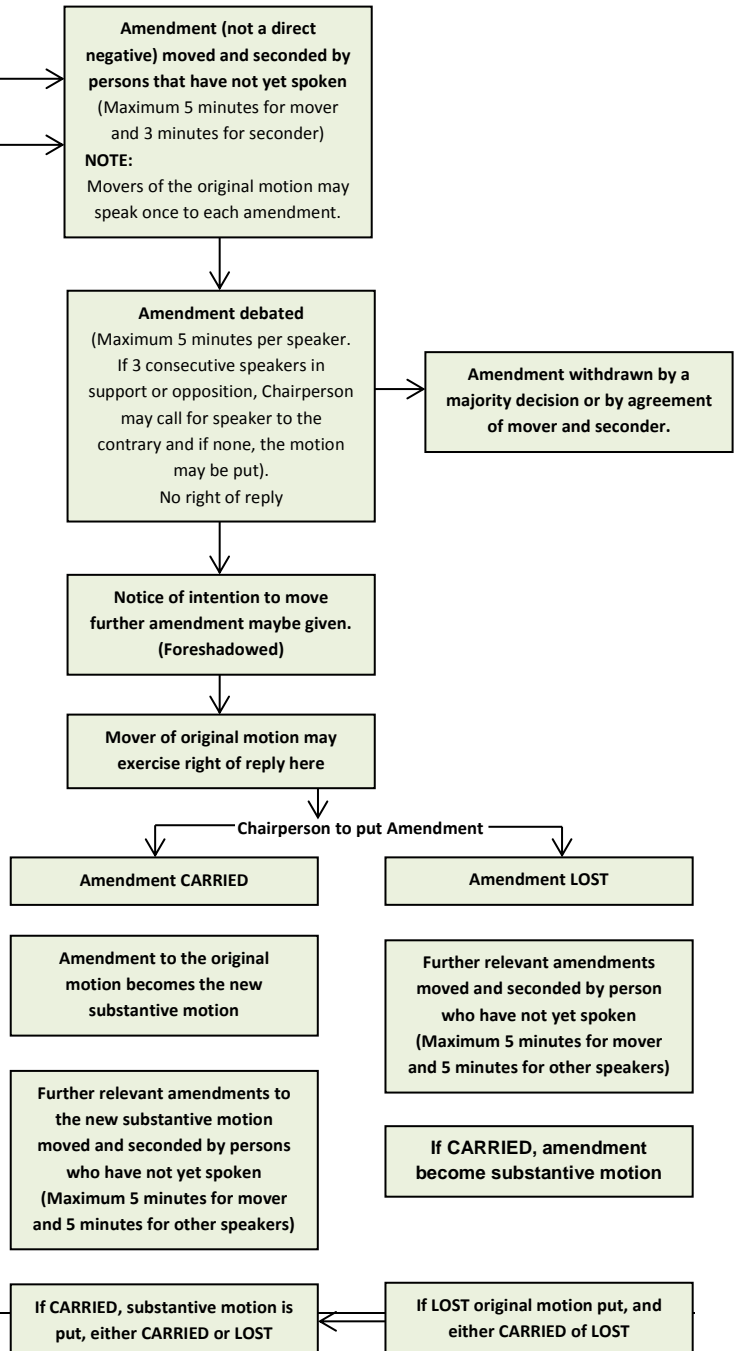 Amendment (not a direct
negative) moved and seconded by
persons that have not yet spoken
(Maximum 5 minutes for mover
and 3 minutes for seconder)
NOTE:
Movers of the original motion may
speak once to each amendment.
Amendment debated
(Maximum 5 minutes per speaker.
If 3 consecutive speakers in
support or opposition, Chairperson
may call for speaker to the
contrary and if none, the motion
may be put).
No right of reply
Amendment withdrawn by a
majority decision or by agreement
of mover and seconder.
Notice of intention to move
further amendment maybe given.
(Foreshadowed)
Mover of original motion may
exercise right of reply here
Chairperson to put Amendment
Amendment CARRIED
Amendment to the original
motion becomes the new
substantive motion
Further relevant amendments to
the new substantive motion
moved and seconded by persons
who have not yet spoken
(Maximum 5 minutes for mover
and 5 minutes for other speakers)
If CARRIED, substantive motion is
put, either CARRIED or LOST
Amendment LOST
Further relevant amendments
moved and seconded by person
who have not yet spoken
(Maximum 5 minutes for mover
and 5 minutes for other speakers)
If CARRIED, amendment
become substantive motion
If LOST original motion put, and
either CARRIED of LOST